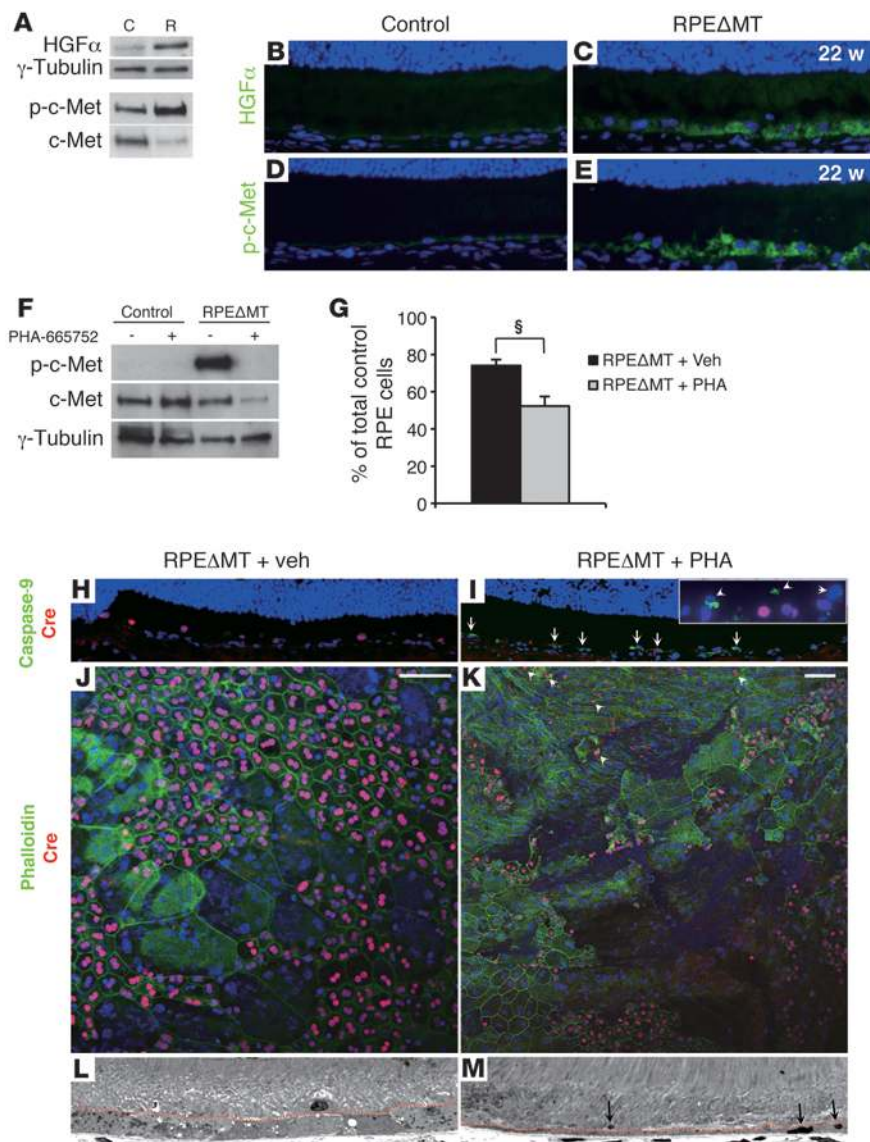 A
C R
HGFα
γ-Tubulin
p-c-Met
c-Met
Control RPEΔMT
B
C
22 w
HGFα
D
E
22 w
p-c-Met
F
Control RPEΔMT
PHA-665752 - + - +
p-c-Met
c-Met
γ-Tubulin
G
% of total control
RPE cells
100
80
60
40
20
0
§
RPEΔMT + Veh
RPEΔMT + PHA
RPEΔMT + veh RPEΔMT + PHA
Caspase-9
Cre
H
I
J
K
Phalloidin
Cre
L
M